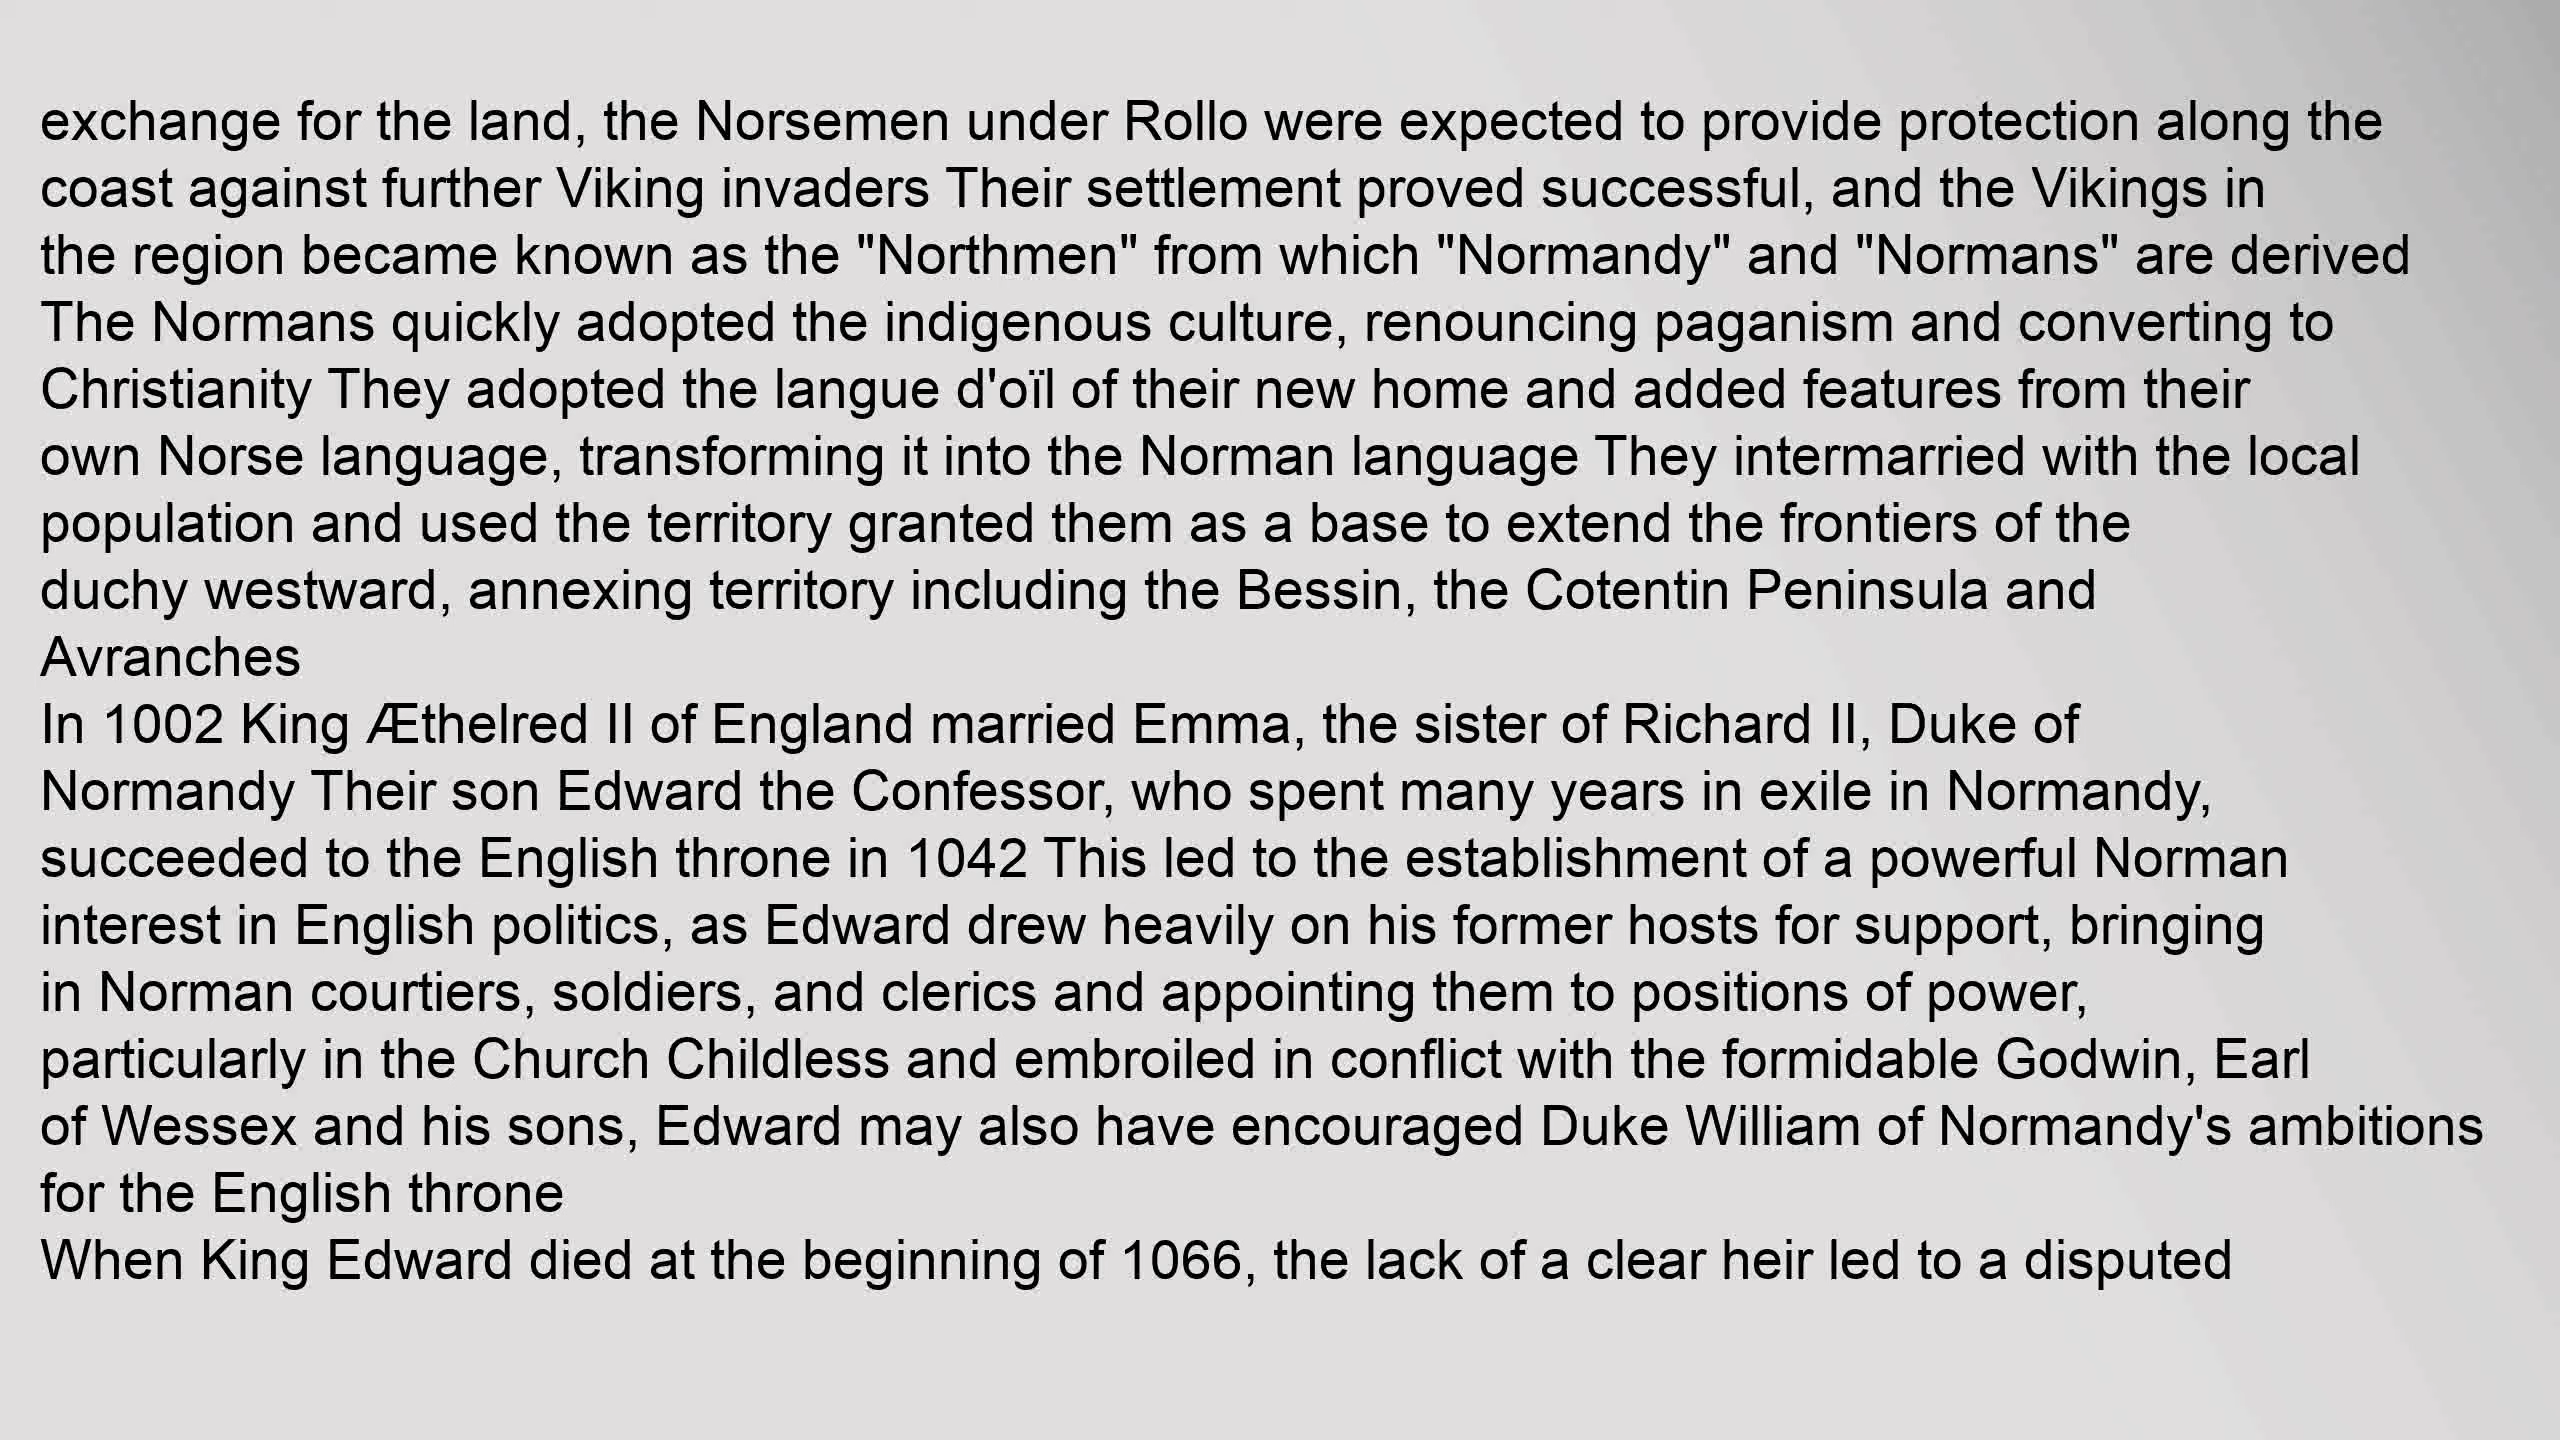 exchange for the land, the Norsemen under Rollo were expected to provide protection along the
coast against further Viking invaders Their settlement proved successful, and the Vikings in
the region became known as the "Northmen" from which "Normandy" and "Normans" are derived
The Normans quickly adopted the indigenous culture, renouncing paganism and converting to
Christianity They adopted the langue d'oïl of their new home and added features from their
own Norse language, transforming it into the Norman language They intermarried with the local
population and used the territory granted them as a base to extend the frontiers of the
duchy westward, annexing territory including the Bessin, the Cotentin Peninsula and
Avranches
In 1002 King Æthelred II of England married Emma, the sister of Richard II, Duke of
Normandy Their son Edward the Confessor, who spent many years in exile in Normandy,
succeeded to the English throne in 1042 This led to the establishment of a powerful Norman
interest in English politics, as Edward drew heavily on his former hosts for support, bringing
in Norman courtiers, soldiers, and clerics and appointing them to positions of power,
particularly in the Church Childless and embroiled in conflict with the formidable Godwin, Earl
of Wessex and his sons, Edward may also have encouraged Duke William of Normandy's ambitions
for the English throne
When King Edward died at the beginning of 1066, the lack of a clear heir led to a disputed